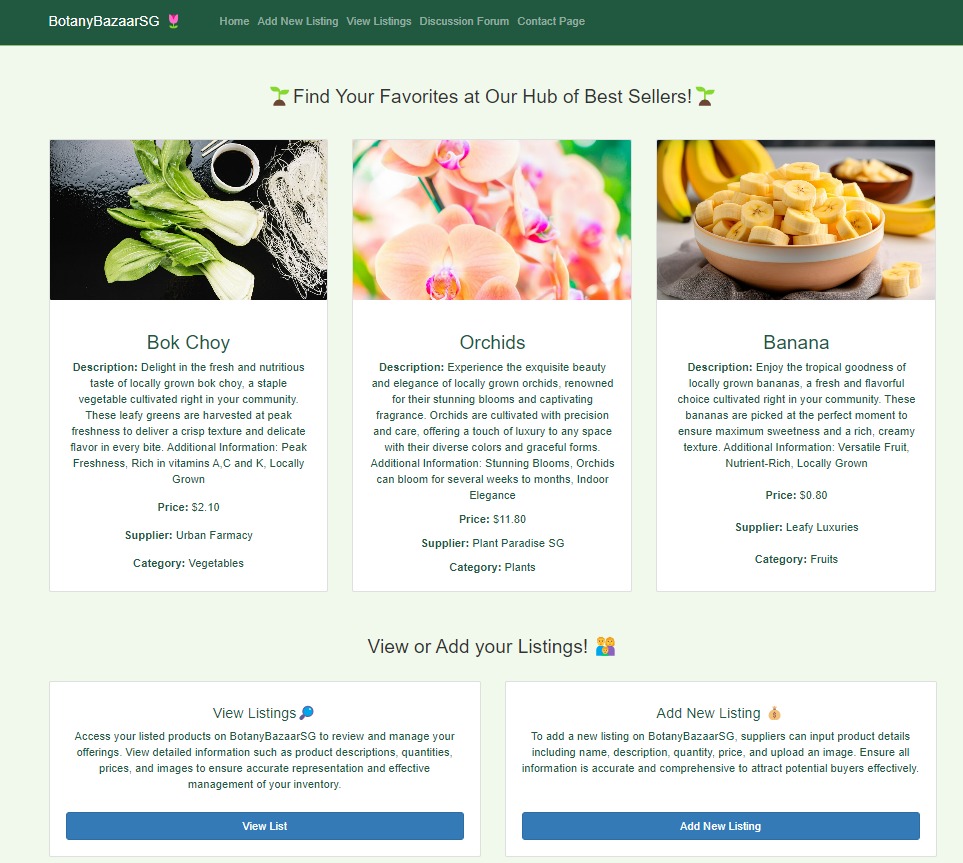 BotanyBazaarSG 🌷
Home Add New Listing View Listings Discussion Forum Contact Page
🌱Find Your Favorites at Our Hub of Best Sellers!🌱
Bok Choy
Description: Delight in the fresh and nutritious
taste of locally grown bok choy, a staple
vegetable cultivated right in your community.
These leafy greens are harvested at peak
freshness to deliver a crisp texture and delicate
flavor in every bite. Additional Information: Peak
Freshness, Rich in vitamins A,C and K, Locally
Grown
Price: $2.10
Supplier: Urban Farmacy
Category: Vegetables
Orchids
Description: Experience the exquisite beauty
and elegance of locally grown orchids, renowned
for their stunning blooms and captivating
fragrance. Orchids are cultivated with precision
and care, offering a touch of luxury to any space
with their diverse colors and graceful forms.
Additional Information: Stunning Blooms, Orchids
can bloom for several weeks to months, Indoor
Elegance
Price: $11.80
Supplier: Plant Paradise SG
Category: Plants
Banana
Description: Enjoy the tropical goodness of
locally grown bananas, a fresh and flavorful
choice cultivated right in your community. These
bananas are picked at the perfect moment to
ensure maximum sweetness and a rich, creamy
texture. Additional Information: Versatile Fruit,
Nutrient-Rich, Locally Grown
Price: $0.80
Supplier: Leafy Luxuries
Category: Fruits
View or Add your Listings! 👨‍👩‍👧‍👦
View Listings🔎
Access your listed products on BotanyBazaarSG to review and manage your
offerings. View detailed information such as product descriptions, quantities,
prices, and images to ensure accurate representation and effective
management of your inventory.
View List
Add New Listing 💰
To add a new listing on BotanyBazaarSG, suppliers can input product details
including name, description, quantity, price, and upload an image. Ensure all
information is accurate and comprehensive to attract potential buyers effectively.
Add New Listing